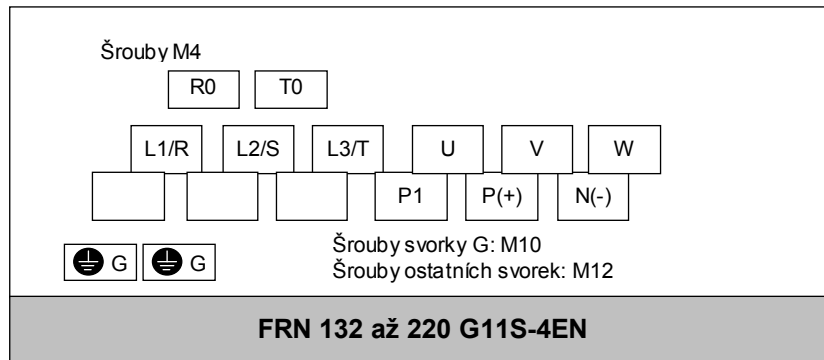 Šrouby M4
R0 T0
L1/R L2/S L3/T U V W
P1 P(+) N(-)
G G
Šrouby svorky G: M10
Šrouby ostatních svorek: M12
FRN 132 až 220 G11S-4EN